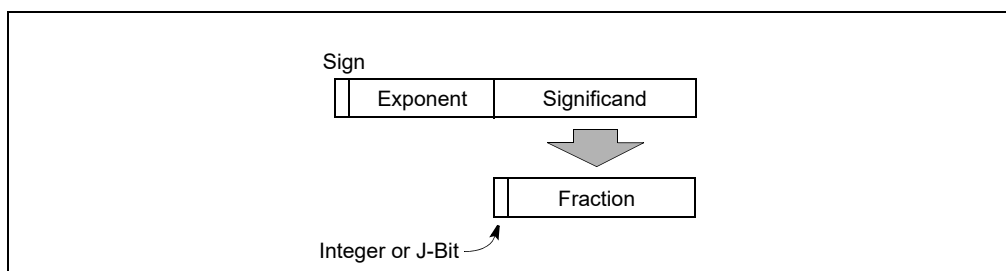 Sign
Exponent Significand
Fraction
Integer or J-Bit